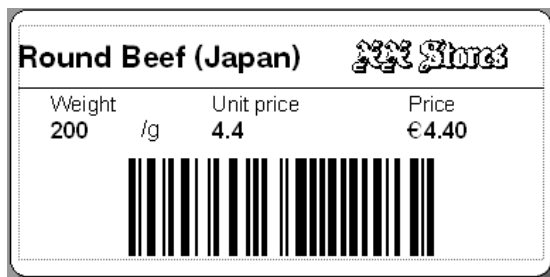 Round Beef (Japan) XX Stores
Weight Unit price Price
200 /g 4.4 €4.40